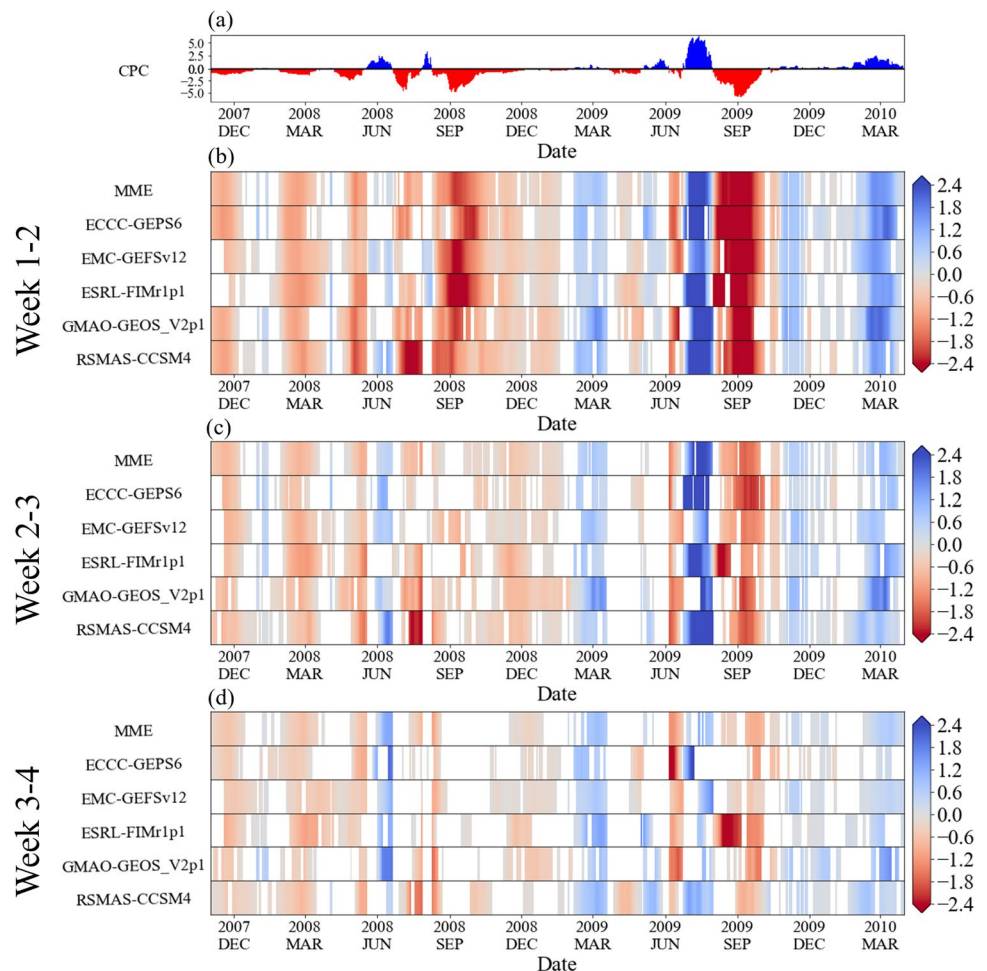 (a)
CPC
5.0
2.5
0.0
−2.5
−5.0
2007 2008 2008 2008 2008 2009 2009 2009 2009 2010
DEC MAR JUN SEP DEC MAR JUN SEP DEC MAR
Date
(b)
Week 1-2
MME
ECCC-GEPS6
EMC-GEFSv12
ESRL-FIMr1p1
GMAO-GEOS_V2p1
RSMAS-CCSM4
2.4
1.8
1.2
0.6
0.0
−0.6
−1.2
−1.8
−2.4
2007 2008 2008 2008 2008 2009 2009 2009 2009 2010
DEC MAR JUN SEP DEC MAR JUN SEP DEC MAR
Date
(c)
Week 2-3
MME
ECCC-GEPS6
EMC-GEFSv12
ESRL-FIMr1p1
GMAO-GEOS_V2p1
RSMAS-CCSM4
2.4
1.8
1.2
0.6
0.0
−0.6
−1.2
−1.8
−2.4
2007 2008 2008 2008 2008 2009 2009 2009 2009 2010
DEC MAR JUN SEP DEC MAR JUN SEP DEC MAR
Date
(d)
Week 3-4
MME
ECCC-GEPS6
EMC-GEFSv12
ESRL-FIMr1p1
GMAO-GEOS_V2p1
RSMAS-CCSM4
2.4
1.8
1.2
0.6
0.0
−0.6
−1.2
−1.8
−2.4
2007 2008 2008 2008 2008 2009 2009 2009 2009 2010
DEC MAR JUN SEP DEC MAR JUN SEP DEC MAR
Date